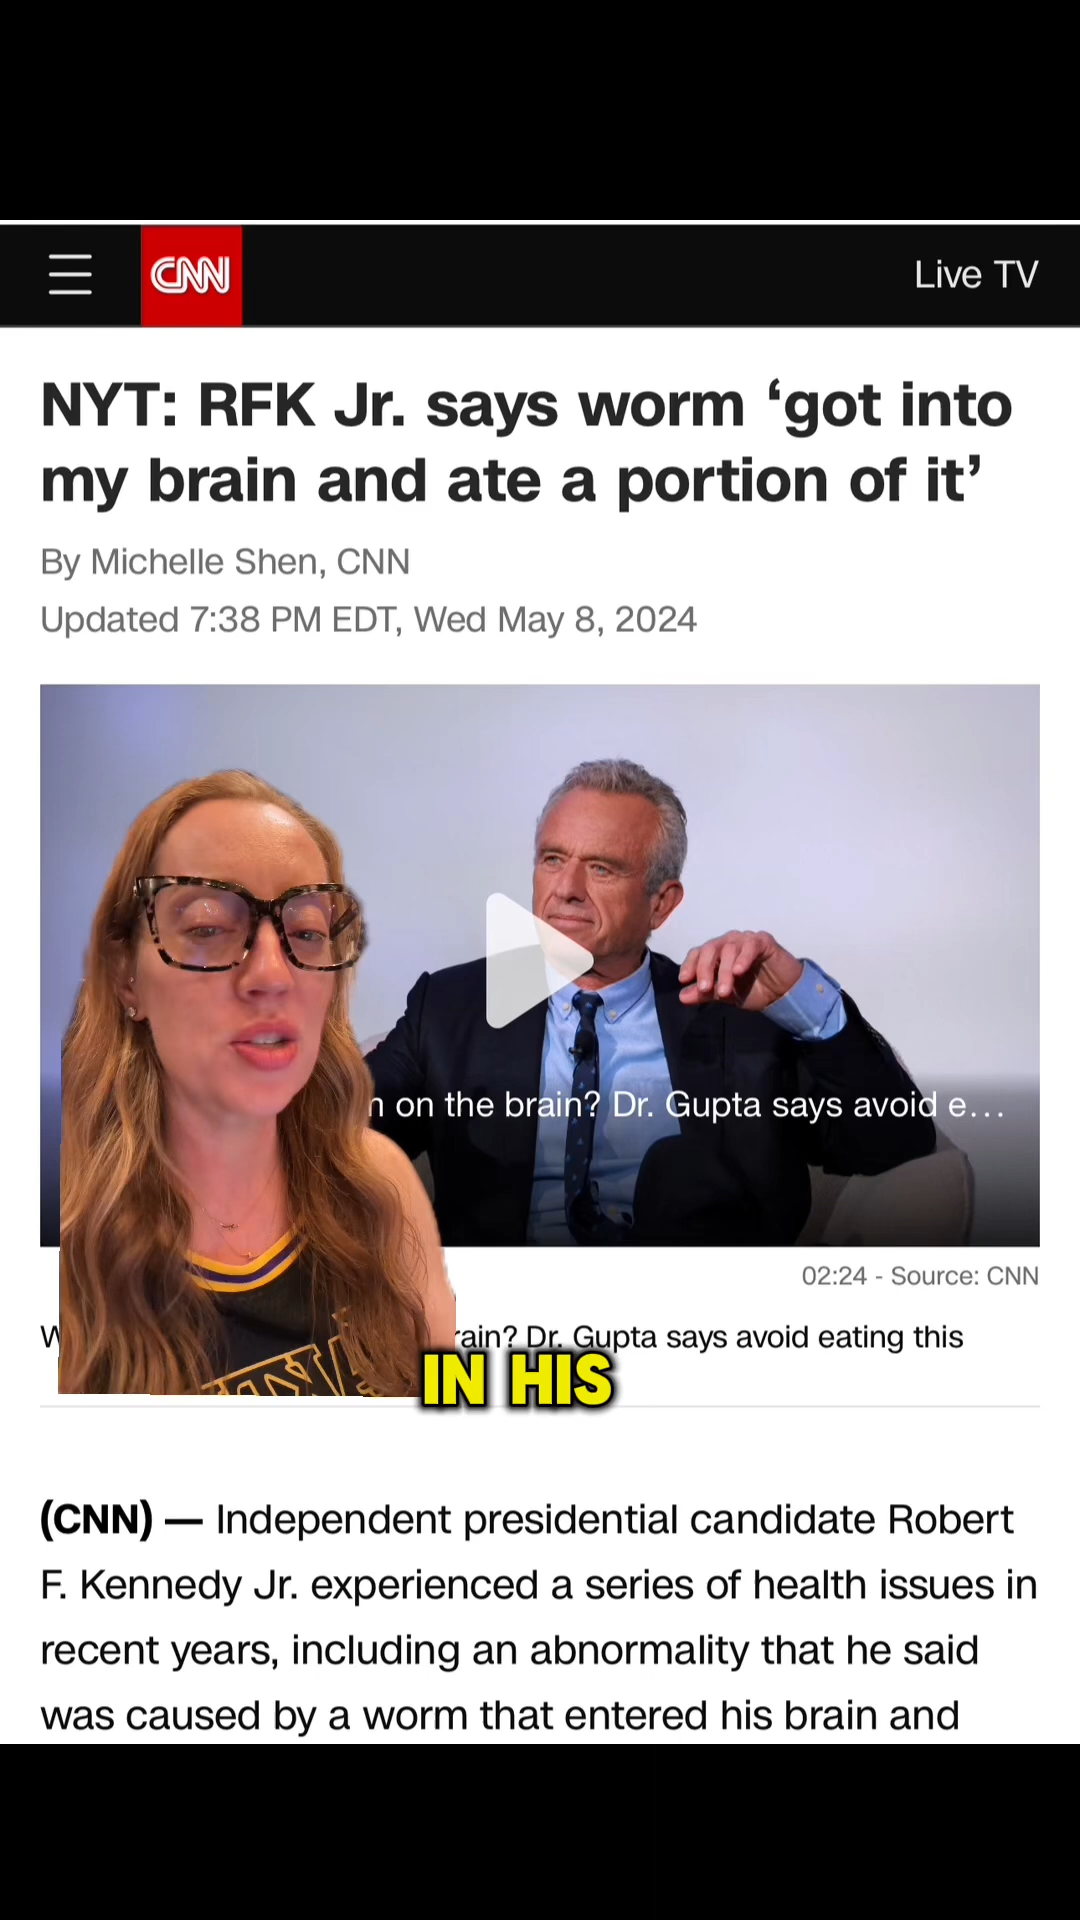 CNN
Live TV
NYT: RFK Jr. says worm ‘got into
my brain and ate a portion of it’
By Michelle Shen, CNN
Updated 7:38 PM EDT, Wed May 8, 2024
on the brain? Dr. Gupta says avoid e...
02:24 - Source: CNN
Dr. Gupta says avoid eating this
IN HIS
(CNN) — Independent presidential candidate Robert
F. Kennedy Jr. experienced a series of health issues in
recent years, including an abnormality that he said
was caused by a worm that entered his brain and